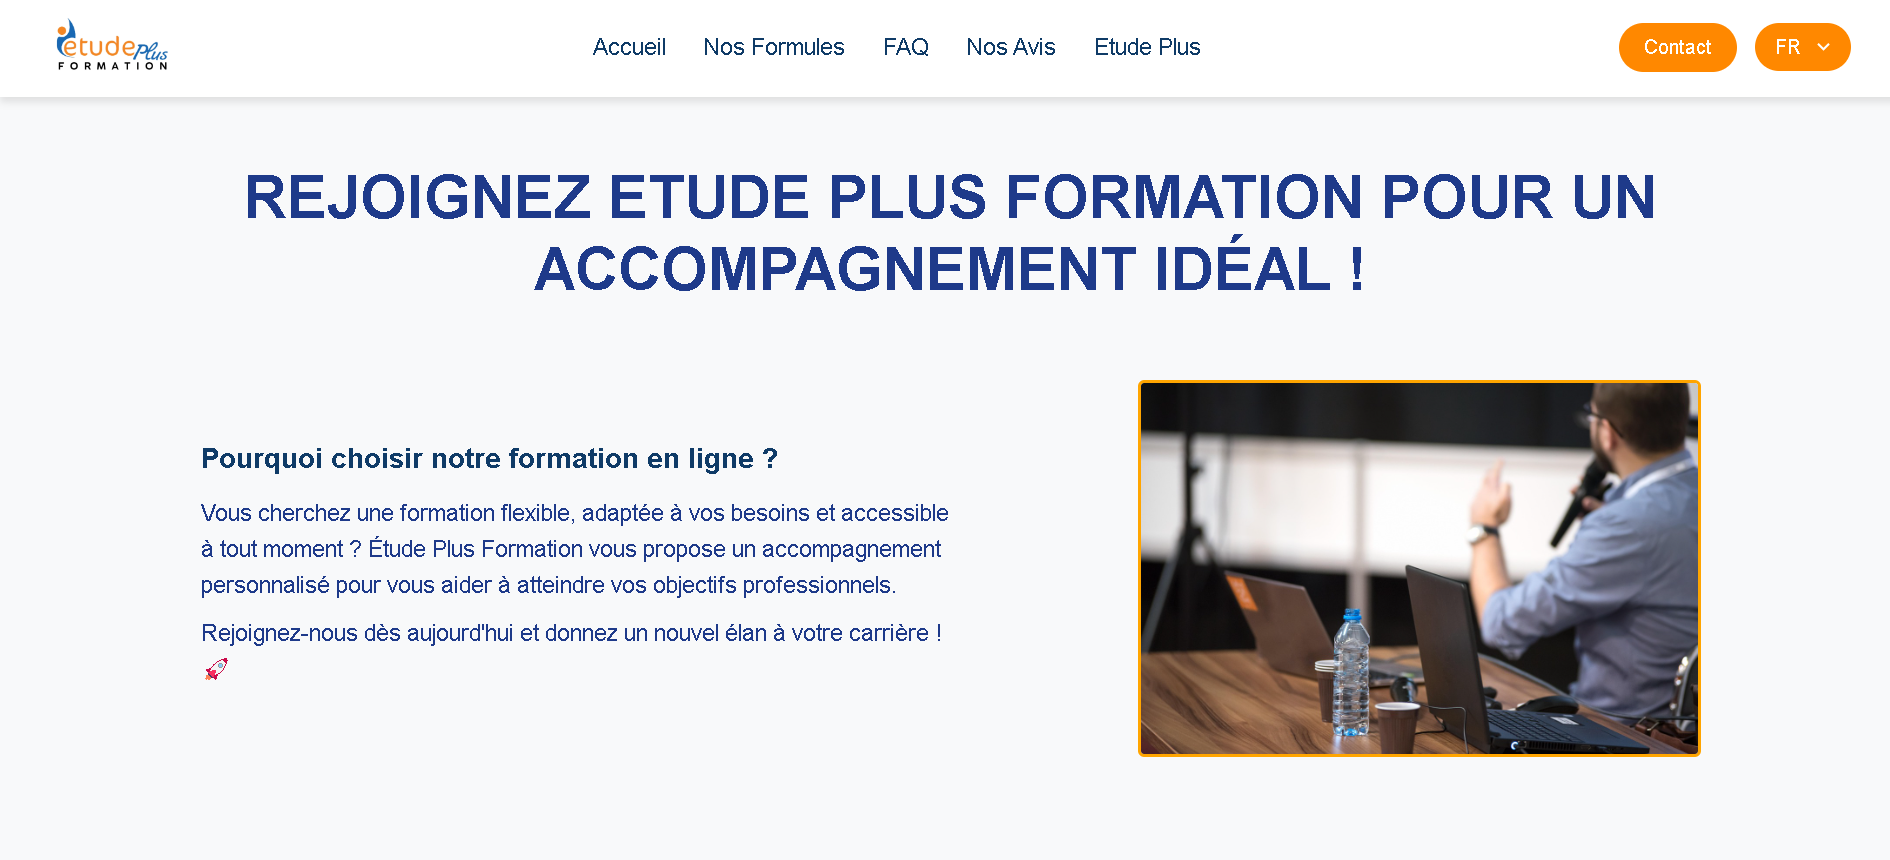 etude Plus
FORMATION
Accueil Nos Formules FAQ Nos Avis Etude Plus
Contact FR
REJOIGNEZ ETUDE PLUS FORMATION POUR UN
ACCOMPAGNEMENT IDÉAL !
Pourquoi choisir notre formation en ligne ?
Vous cherchez une formation flexible, adaptée à vos besoins et accessible
à tout moment ? Étude Plus Formation vous propose un accompagnement
personnalisé pour vous aider à atteindre vos objectifs professionnels.
Rejoignez-nous dès aujourd'hui et donnez un nouvel élan à votre carrière !
🚀